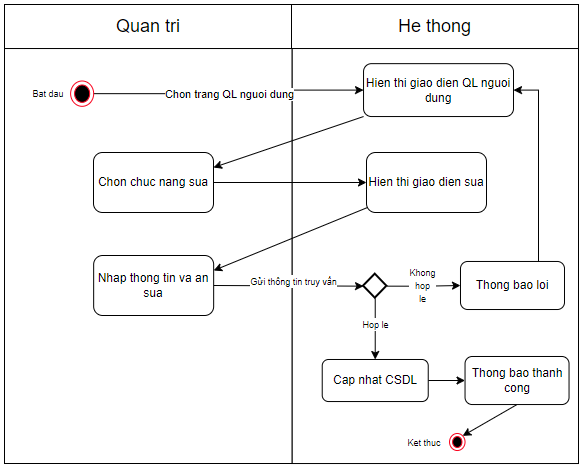 Quan tri
He thong
Bat dau
Chon trang QL nguoi dung
Hien thi giao dien QL nguoi
dung
Chon chuc nang sua
Hien thi giao dien sua
Nhap thong tin va an
sua
Gửi thông tin truy vấn
Khong
hop
le
Thong bao loi
Hop le
Cap nhat CSDL
Thong bao thanh
cong
Ket thuc